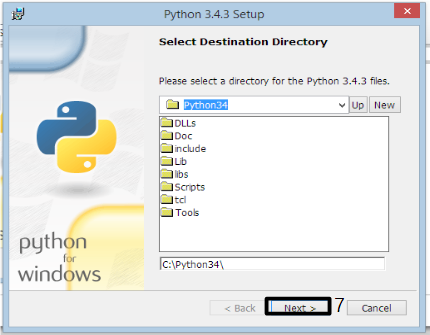 Python 3.4.3 Setup
Select Destination Directory
Please select a directory for the Python 3.4.3 files.
Python34
Up
New
DLLs
Doc
include
Lib
libs
Scripts
tcl
Tools
C:\Python34\
python
for
windows
< Back
Next >
7
Cancel